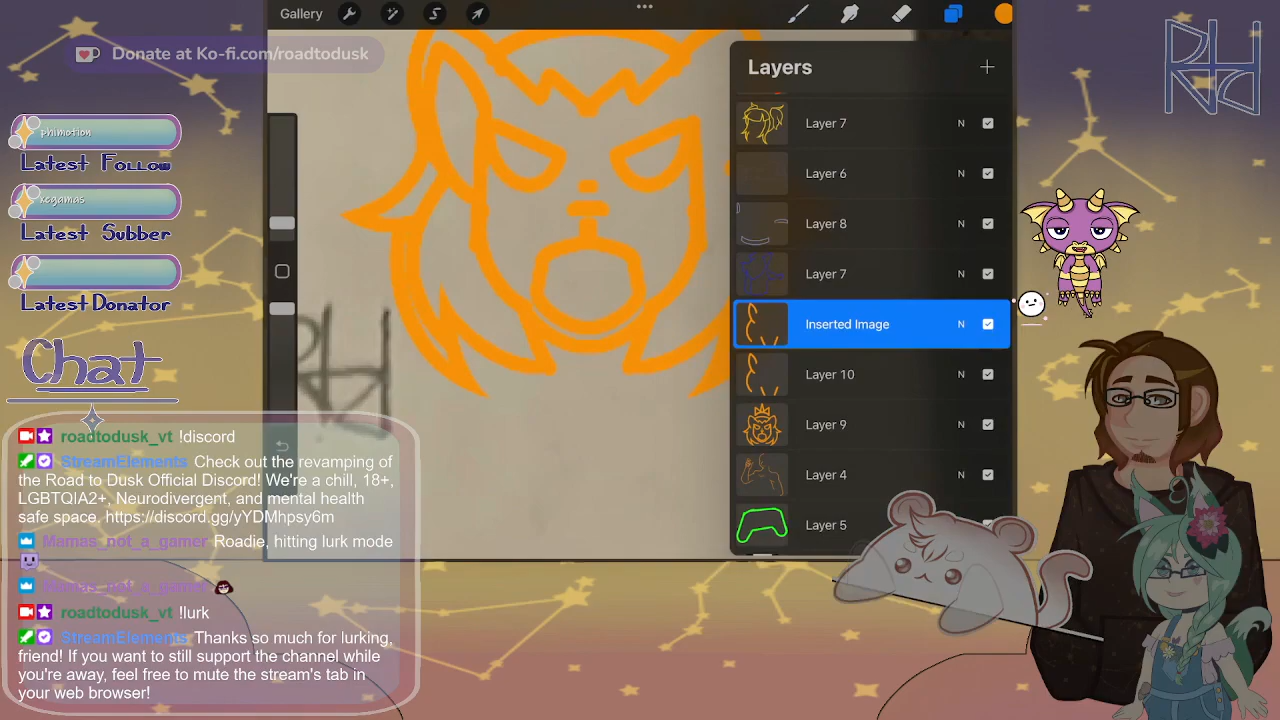 Gallery
Donate at Ko-fi.com/roadtodusk
Layers
Layer 7 N
Layer 6 N
Layer 8 N
Layer 7 N
Inserted Image N
Layer 10 N
Layer 9 N
Layer 4 N
Layer 5
phimotion
Latest Follow
xcgamas
Latest Subber
Latest Donator
Chat
roadtodusk_vt !discord
StreamElements Check out the revamping of
the Road to Dusk Official Discord! We're a chill, 18+,
LGBTQIA2+, Neurodivergent, and mental health
safe space. https://discord.gg/yYDMhpsy6m
Mamas_not_a_gamer Roadie, hitting lurk mode
Mamas_not_a_gamer
roadtodusk_vt !lurk
StreamElements Thanks so much for lurking,
friend! If you want to still support the channel while
you're away, feel free to mute the stream's tab in
your web browser!